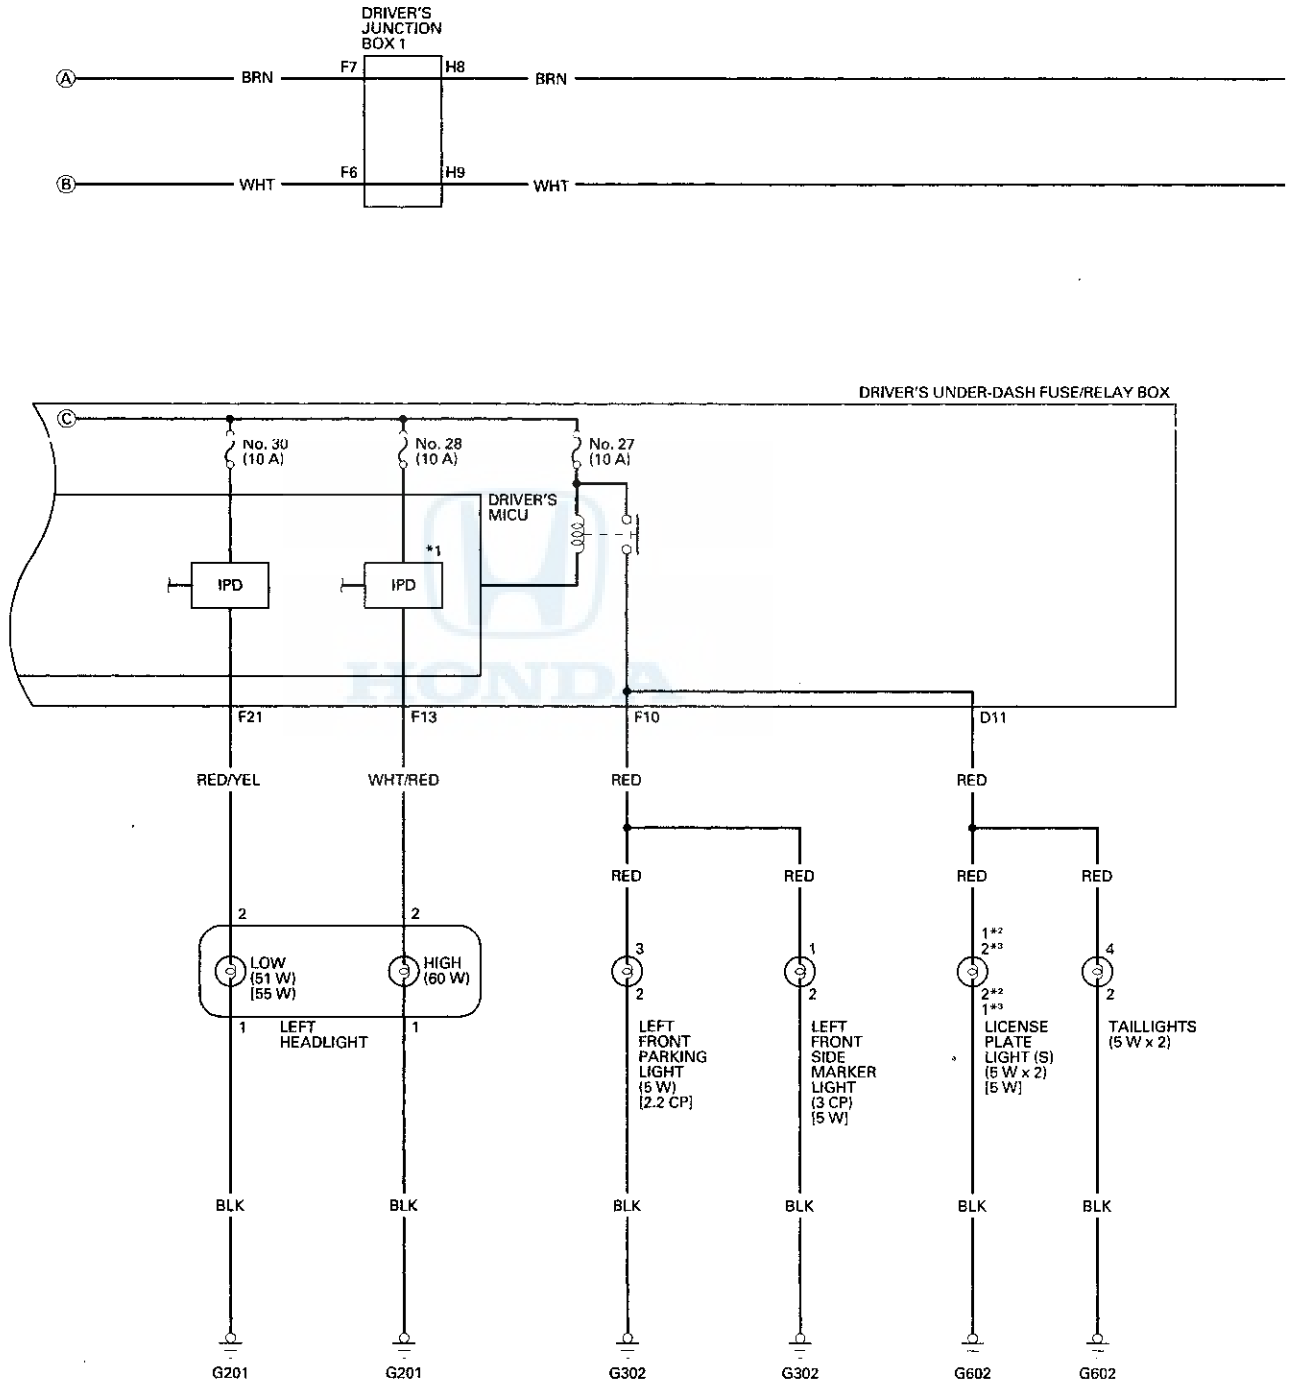 DRIVER'S
JUNCTION
BOX 1
A
BRN
F7
H8
BRN
B
WHT
F6
H9
WHT
DRIVER'S UNDER-DASH FUSE/RELAY BOX
C
No. 30
(10 A)
No. 28
(10 A)
No. 27
(10 A)
DRIVER'S
MICU
*1
IPD
IPD
HONDA
F21
F13
F10
D11
RED/YEL
WHT/RED
RED
RED
RED
RED
RED
RED
2
LOW
(51 W)
[55 W]
1
2
HIGH
(60 W)
1
LEFT
HEADLIGHT
3
2
LEFT
FRONT
PARKING
LIGHT
(5 W)
[2.2 CP]
1
2
LEFT
FRONT
SIDE
MARKER
LIGHT
(3 CP)
[5 W]
1*2
2*3
2*2
1*3
LICENSE
PLATE
LIGHT (S)
(5 W x 2)
[5 W]
4
2
TAILLIGHTS
(5 W x 2)
BLK
BLK
BLK
BLK
BLK
BLK
G201
G201
G302
G302
G602
G602